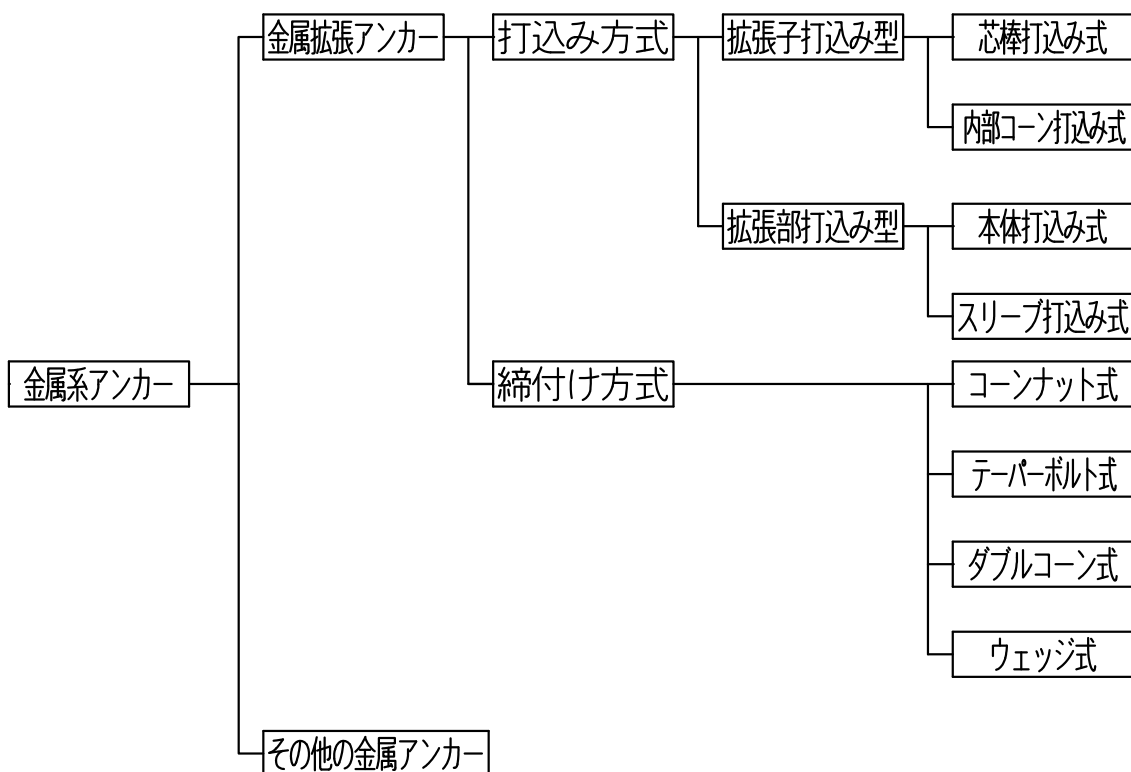 金属拡張アンカー
打込み方式
拡張子打込み型
芯棒打込み式
内部コーン打込み式
拡張部打込み型
本体打込み式
スリーブ打込み式
金属系アンカー
締付け方式
コーンナット式
テーパーボルト式
ダブルコーン式
ウェッジ式
その他の金属アンカー